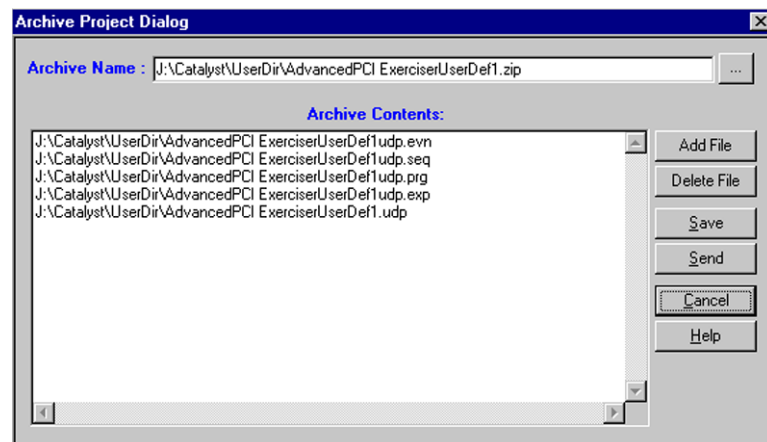 Archive Project Dialog
Archive Name : J:\Catalyst\UserDir\AdvancedPCI ExerciserUserDef1.zip ...
Archive Contents:
J:\Catalyst\UserDir\AdvancedPCI ExerciserUserDef1udp.evn
J:\Catalyst\UserDir\AdvancedPCI ExerciserUserDef1udp.seq
J:\Catalyst\UserDir\AdvancedPCI ExerciserUserDef1udp.prg
J:\Catalyst\UserDir\AdvancedPCI ExerciserUserDef1udp.exp
J:\Catalyst\UserDir\AdvancedPCI ExerciserUserDef1.udp
Add File
Delete File
Save
Send
Cancel
Help